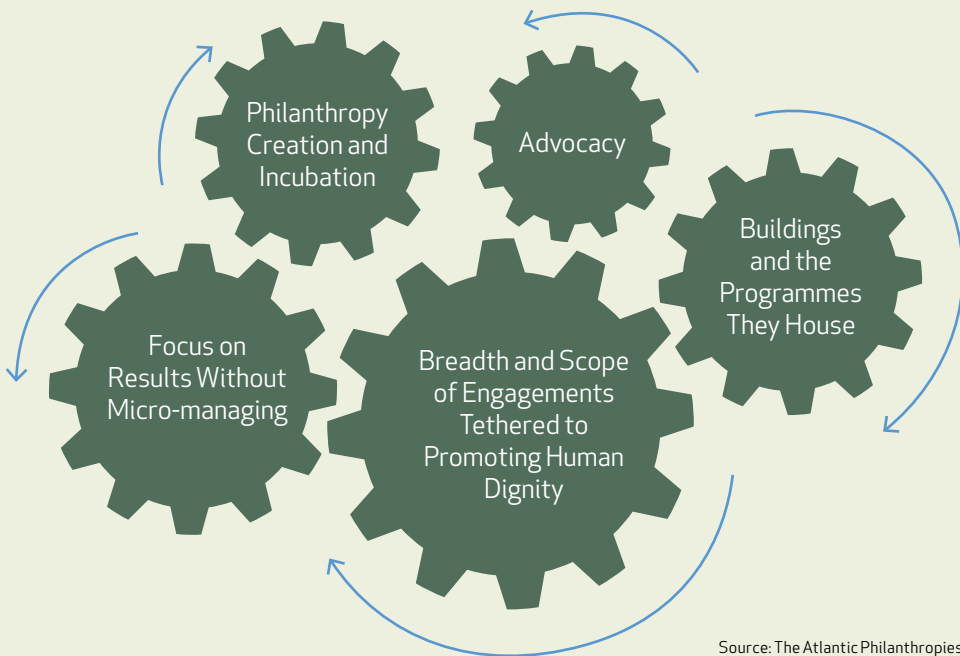 Philanthropy
Creation and
Incubation
Advocacy
Buildings
and the
Programmes
They House
Focus on
Results Without
Micro-managing
Breadth and Scope
of Engagements
Tethered to
Promoting Human
Dignity
Source: The Atlantic Philanthropies